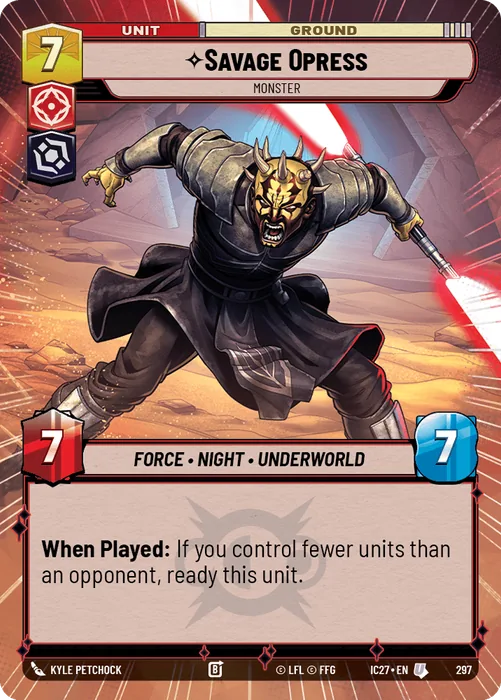 UNIT
GROUND
7
✧SAVAGE OPRESS
MONSTER
7
7
FORCE • NIGHT • UNDERWORLD
When Played: If you control fewer units than
an opponent, ready this unit.
KYLE PETCHOCK
B
© LFL © FFG
IC27•EN
297